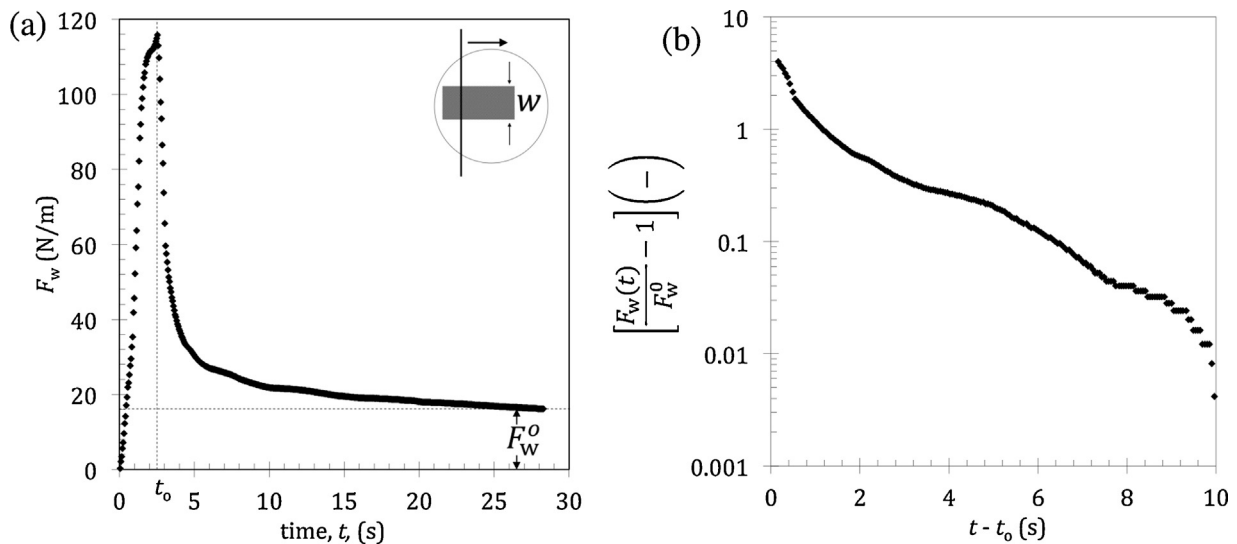 (a)
120
100
80
60
40
20
0
F_w (N/m)
w
F_w^o
0 t_o 5 10 15 20 25 30
time, t, (s)
(b)
10
1
0.1
0.01
0.001
[F_w(t)/F_w^0 − 1] (−)
0 2 4 6 8 10
t - t_o (s)